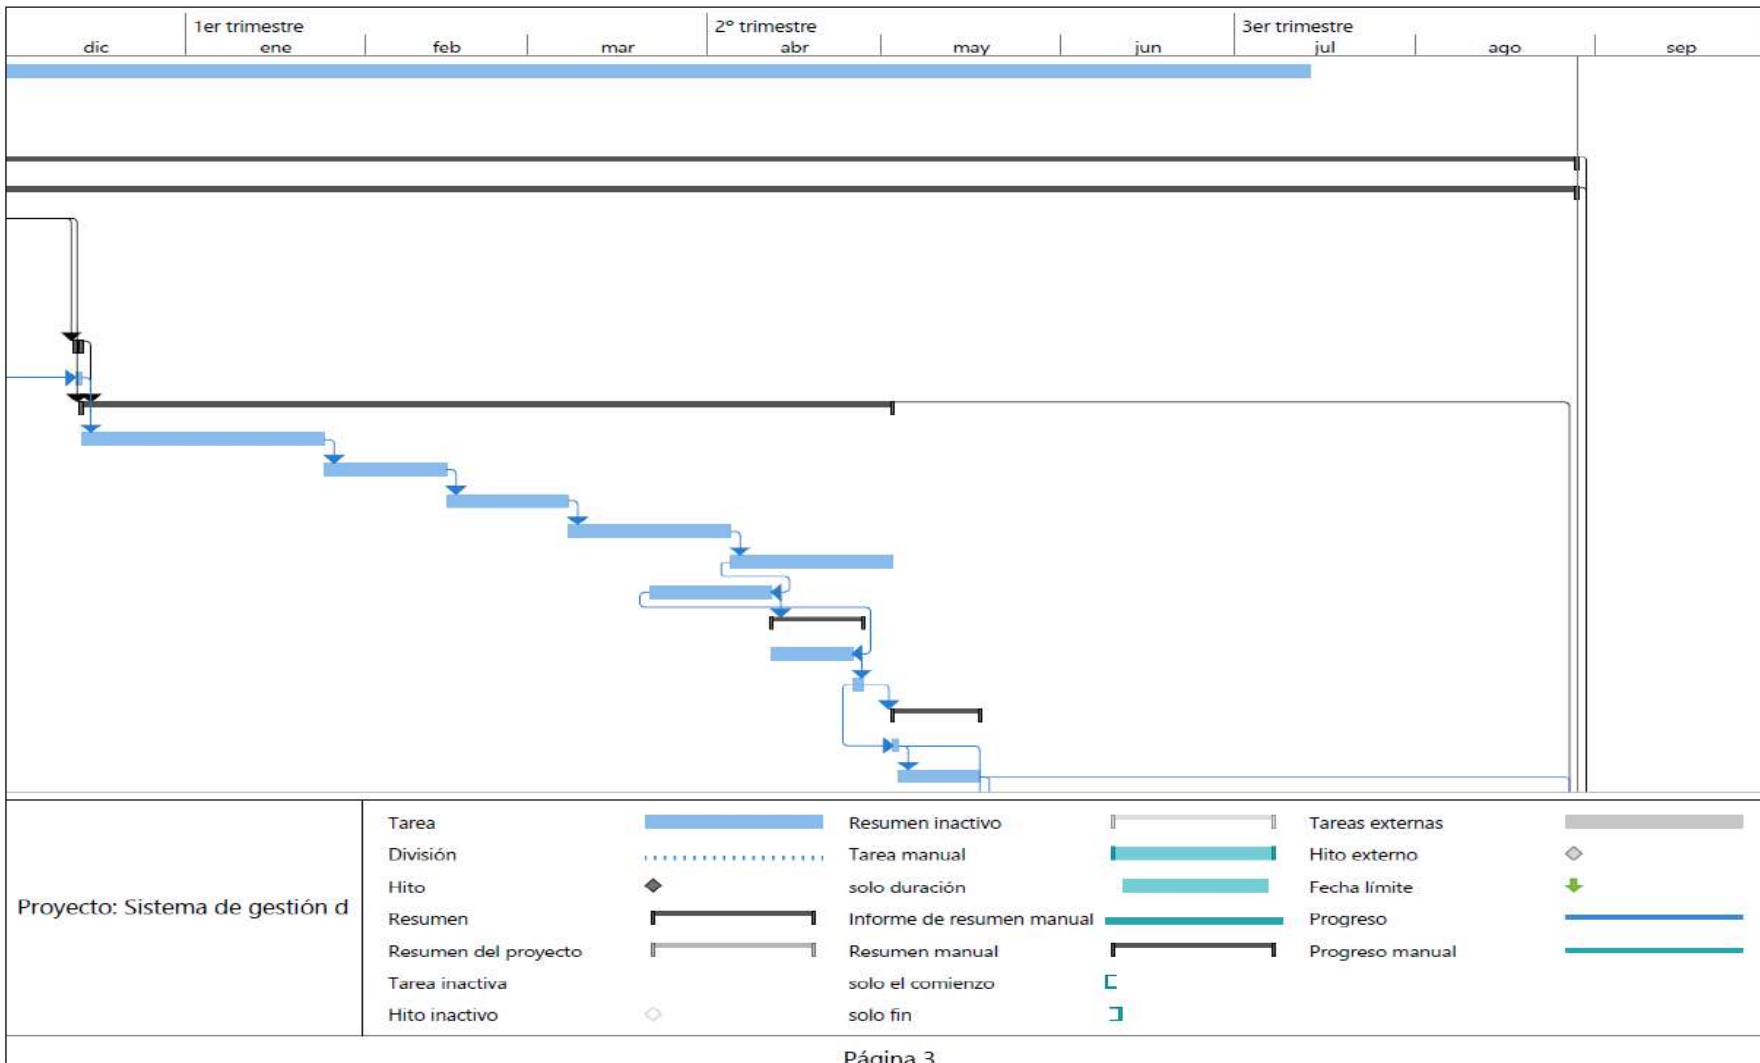 1er trimestre 2º trimestre 3er trimestre
dic ene feb mar abr may jun jul ago sep
Proyecto: Sistema de gestión d
Tarea
División
Hito
Resumen
Resumen del proyecto
Tarea inactiva
Hito inactivo
Resumen inactivo
Tarea manual
solo duración
Informe de resumen manual
Resumen manual
solo el comienzo
solo fin
Tareas externas
Hito externo
Fecha límite
Progreso
Progreso manual
Página 3